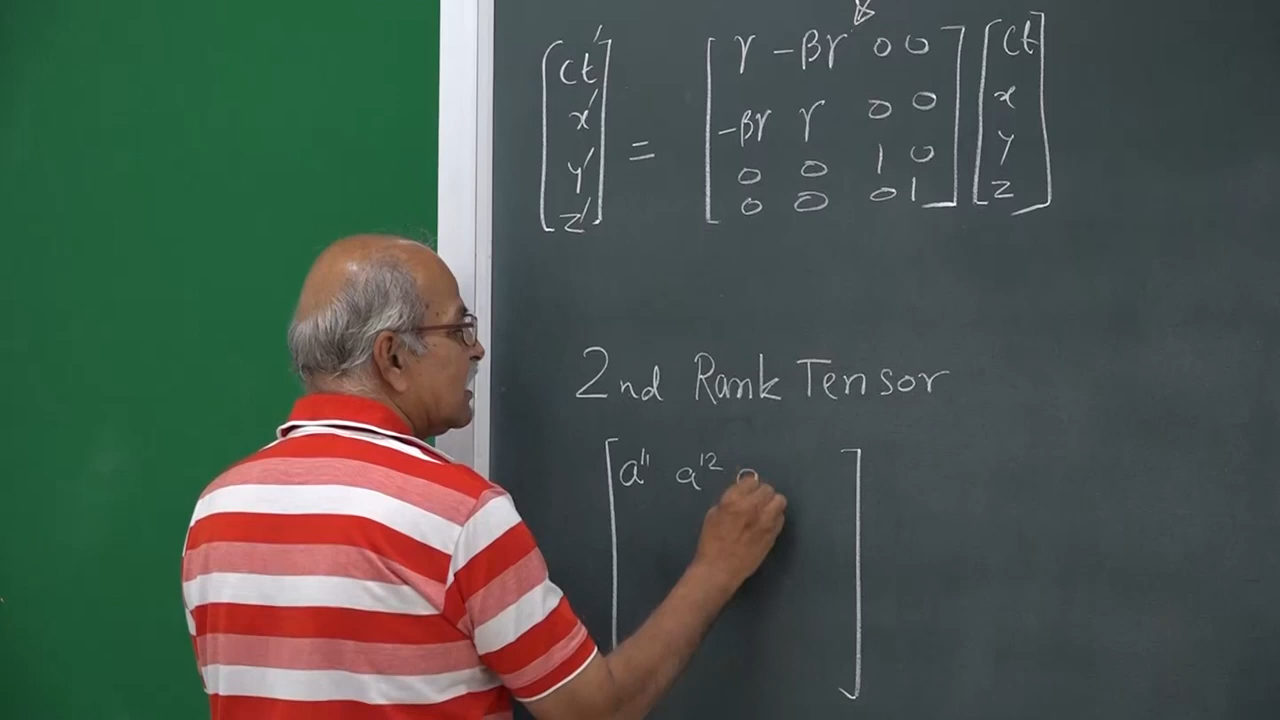 [ct′ x′ y′ z′] = [γ −βγ 0 0] [ct x y z]
−βγ γ 0 0
0 0 1 0
0 0 0 1
2nd Rank Tensor
a¹¹ a¹²